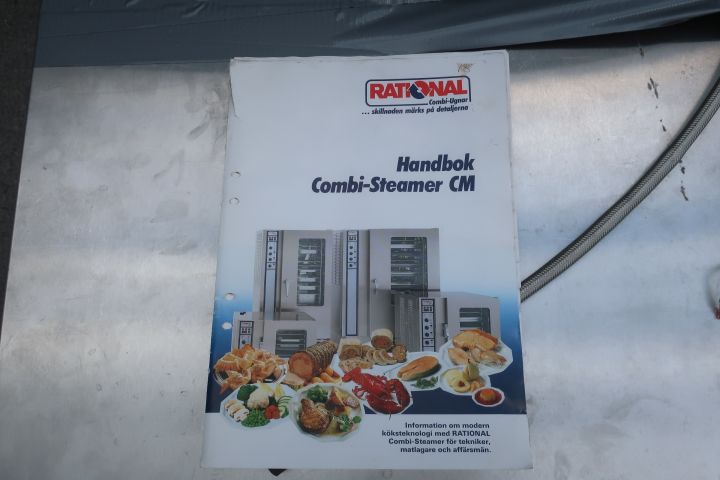 RATIONAL
Combi-Ugnar
... skillnaden märks på detaljerna
Handbok
Combi-Steamer CM
Information om modern
köksteknologi med RATIONAL
Combi-Steamer för tekniker,
matlagare och affärsmän.